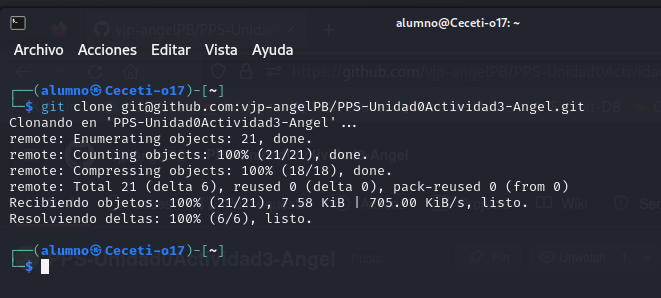 alumno@Ceceti-o17: ~
Archivo Acciones Editar Vista Ayuda
┌──(alumno㉿Ceceti-o17)-[~]
└─$ git clone git@github.com:vjp-angelPB/PPS-Unidad0Actividad3-Angel.git
Clonando en 'PPS-Unidad0Actividad3-Angel'...
remote: Enumerating objects: 21, done.
remote: Counting objects: 100% (21/21), done.
remote: Compressing objects: 100% (18/18), done.
remote: Total 21 (delta 6), reused 0 (delta 0), pack-reused 0 (from 0)
Recibiendo objetos: 100% (21/21), 7.58 KiB | 705.00 KiB/s, listo.
Resolviendo deltas: 100% (6/6), listo.
┌──(alumno㉿Ceceti-o17)-[~]
└─$